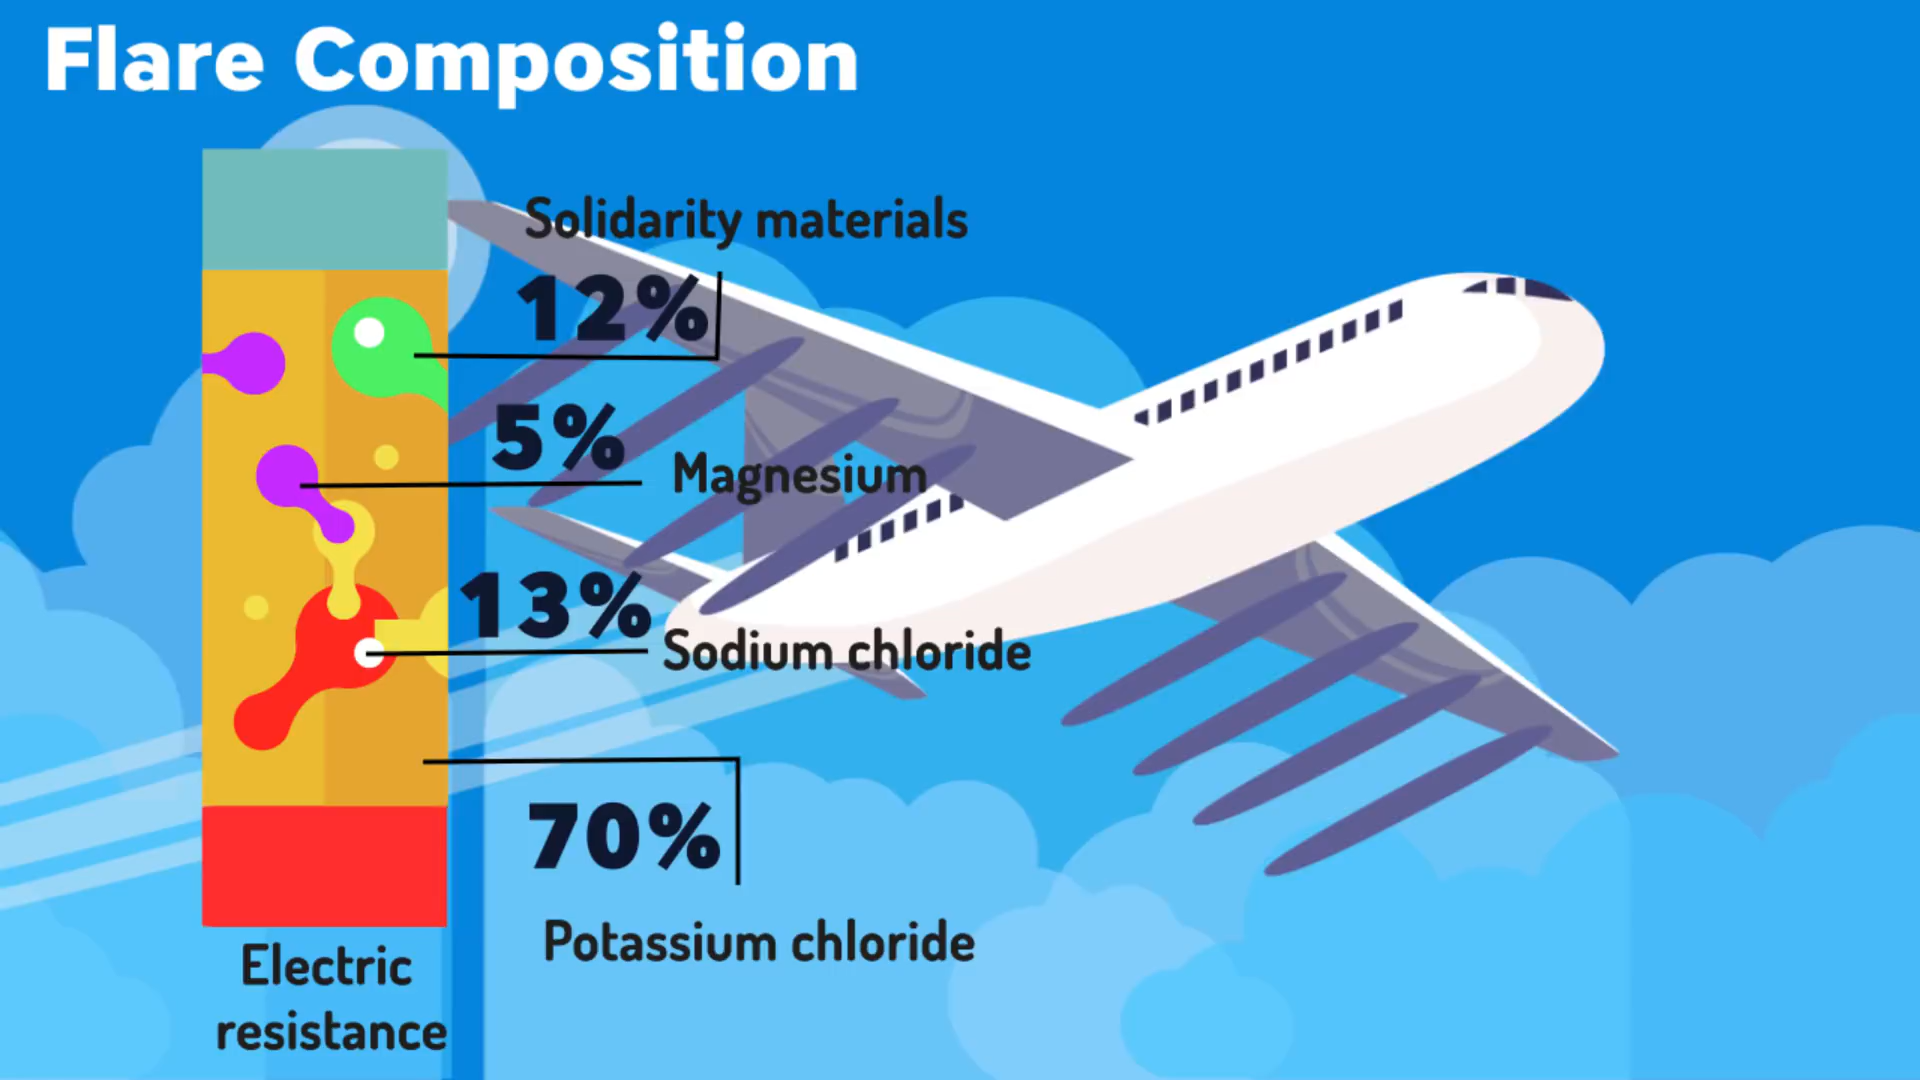 Flare Composition
Solidarity materials
12%
5%
Magnesium
13%
Sodium chloride
70%
Potassium chloride
Electric
resistance